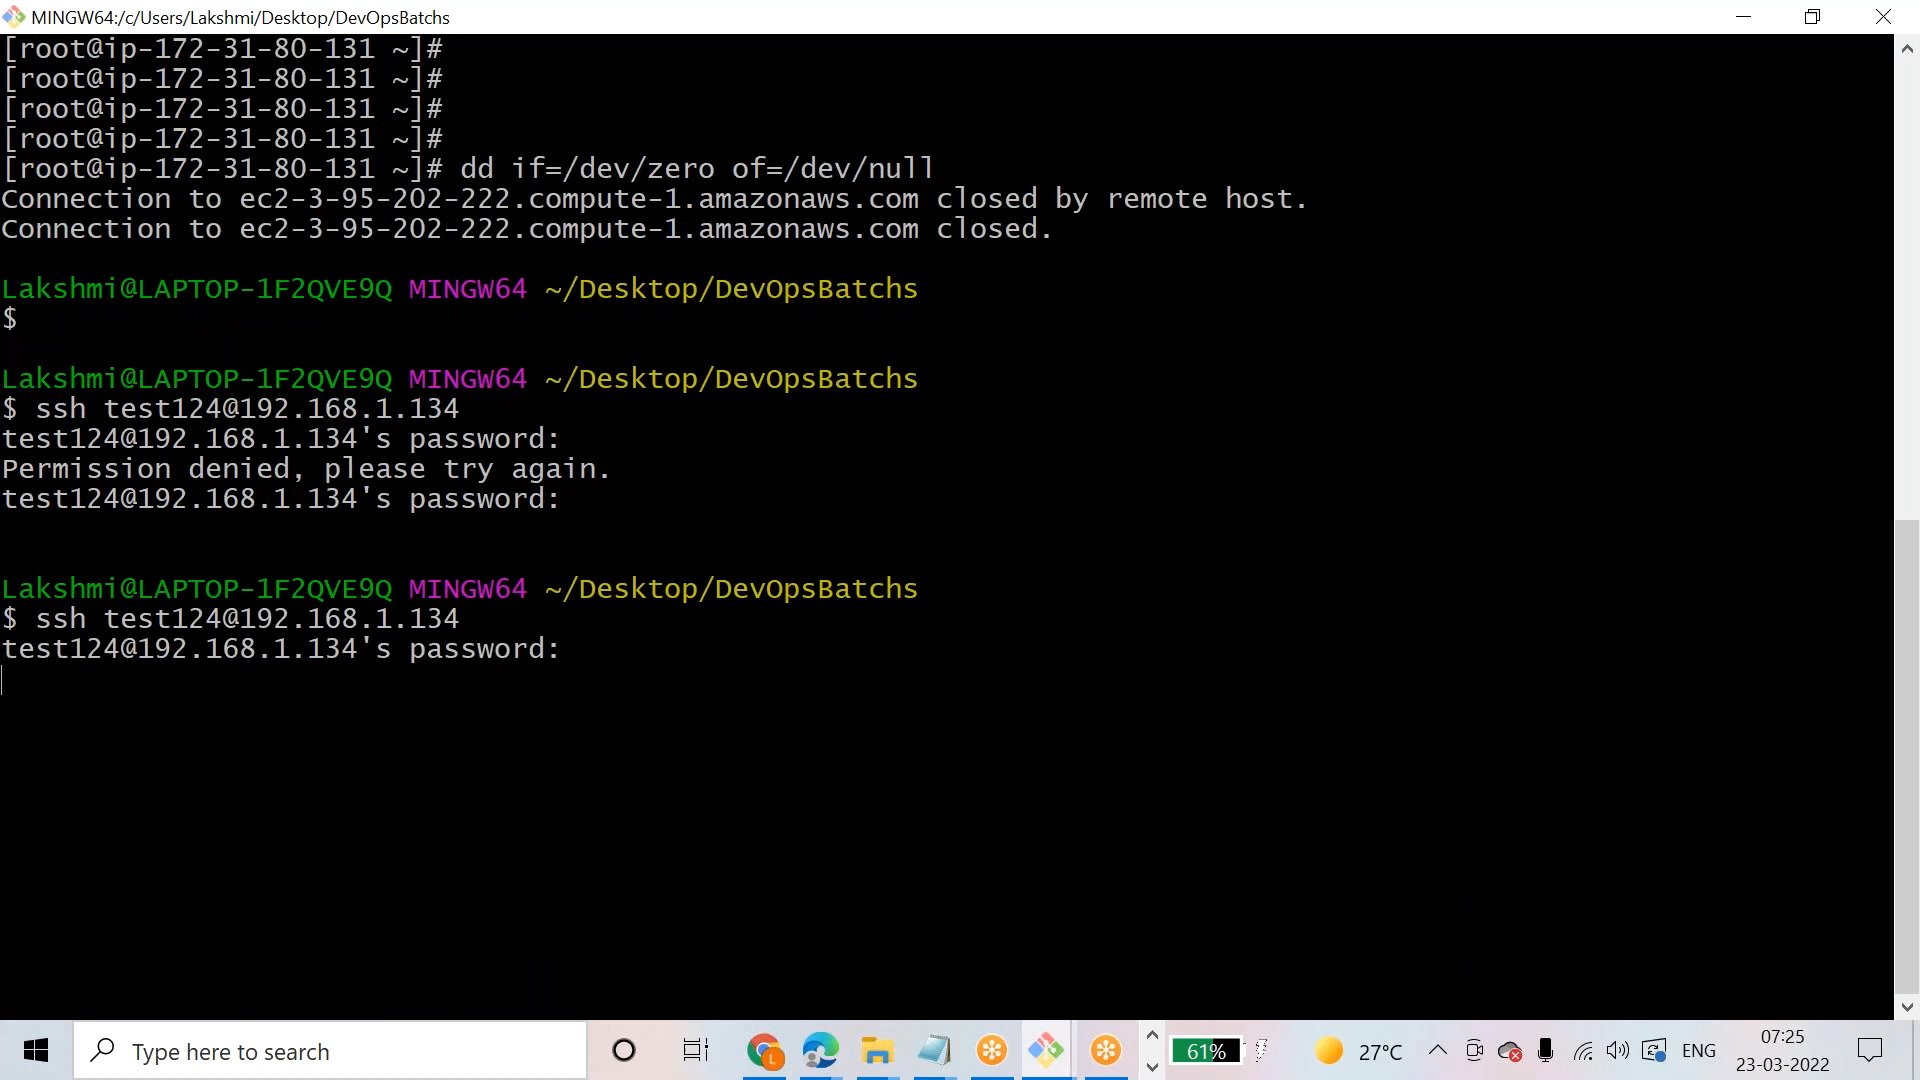 MINGW64:/c/Users/Lakshmi/Desktop/DevOpsBatchs
[root@ip-172-31-80-131 ~]#
[root@ip-172-31-80-131 ~]#
[root@ip-172-31-80-131 ~]#
[root@ip-172-31-80-131 ~]#
[root@ip-172-31-80-131 ~]# dd if=/dev/zero of=/dev/null
Connection to ec2-3-95-202-222.compute-1.amazonaws.com closed by remote host.
Connection to ec2-3-95-202-222.compute-1.amazonaws.com closed.
Lakshmi@LAPTOP-1F2QVE9Q MINGW64 ~/Desktop/DevOpsBatchs
$
Lakshmi@LAPTOP-1F2QVE9Q MINGW64 ~/Desktop/DevOpsBatchs
$ ssh test124@192.168.1.134
test124@192.168.1.134's password:
Permission denied, please try again.
test124@192.168.1.134's password:
Lakshmi@LAPTOP-1F2QVE9Q MINGW64 ~/Desktop/DevOpsBatchs
$ ssh test124@192.168.1.134
test124@192.168.1.134's password:
Type here to search
L
61%
27°C
ENG
07:25
23-03-2022